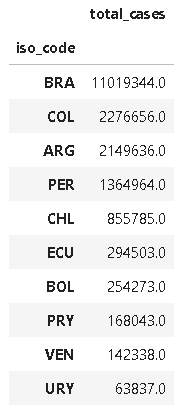 total_cases
iso_code
BRA 11019344.0
COL 2276656.0
ARG 2149636.0
PER 1364964.0
CHL 855785.0
ECU 294503.0
BOL 254273.0
PRY 168043.0
VEN 142338.0
URY 63837.0